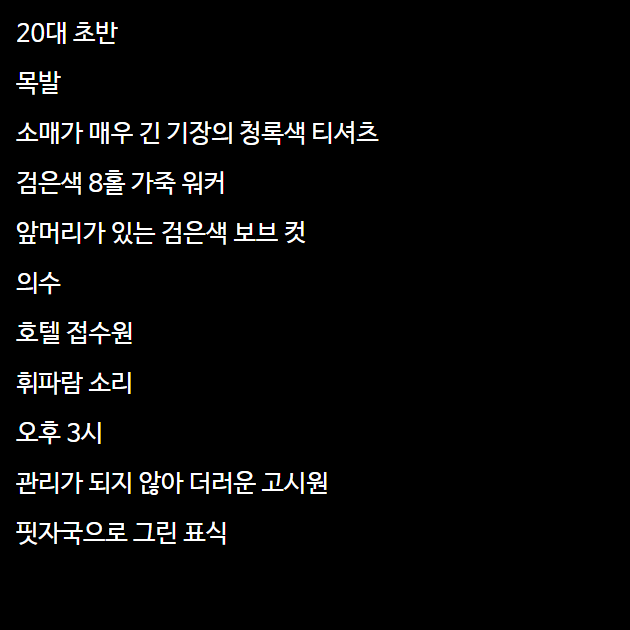 20대 초반
목발
소매가 매우 긴 기장의 청록색 티셔츠
검은색 8홀 가죽 워커
앞머리가 있는 검은색 보브 컷
의수
호텔 접수원
휘파람 소리
오후 3시
관리가 되지 않아 더러운 고시원
핏자국으로 그린 표식